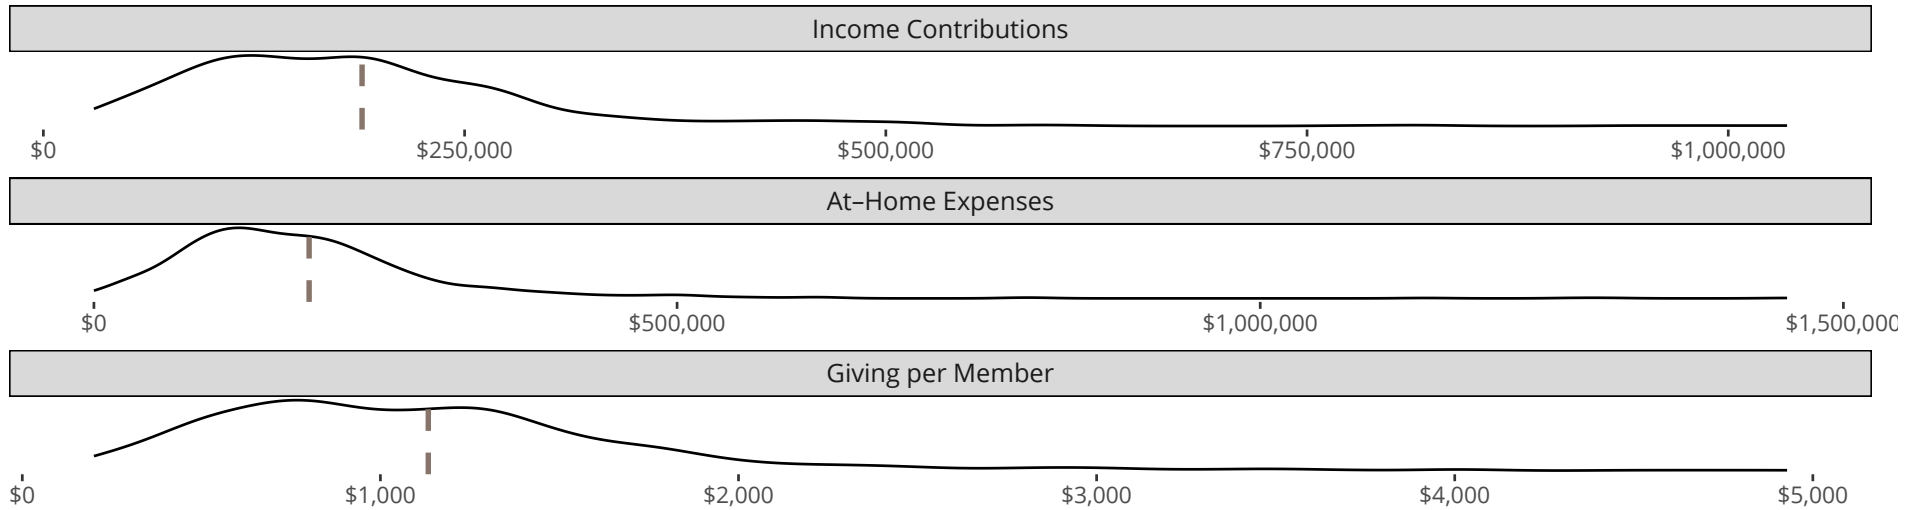 Income Contributions
$0 $250,000 $500,000 $750,000 $1,000,000
At–Home Expenses
$0 $500,000 $1,000,000 $1,500,000
Giving per Member
$0 $1,000 $2,000 $3,000 $4,000 $5,000